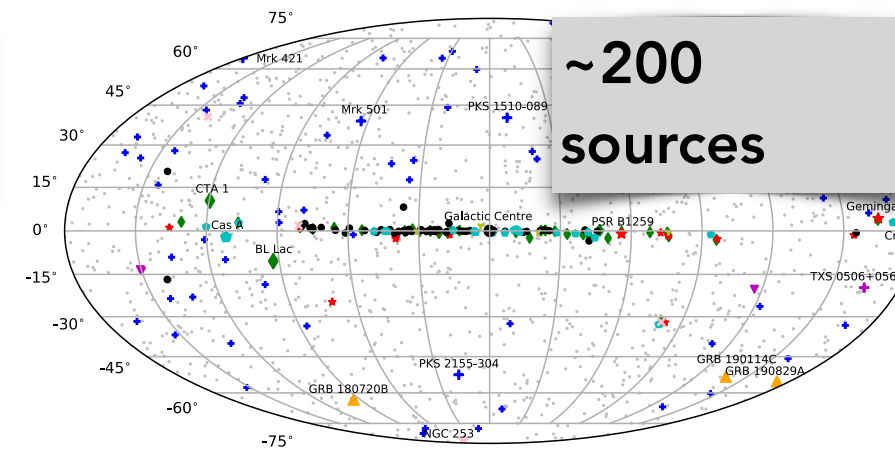 75°
~200
sources
60°
Mrk 421
45°
Mrk 501
PKS 1510-089
30°
15°
CTA 1
Geminga
0°
Cas A
Galactic Centre
PSR B1259
BL Lac
-15°
TXS 0506+056
-30°
-45°
PKS 2155-304
GRB 190114C
GRB 190829A
GRB 180720B
-60°
NGC 253
-75°